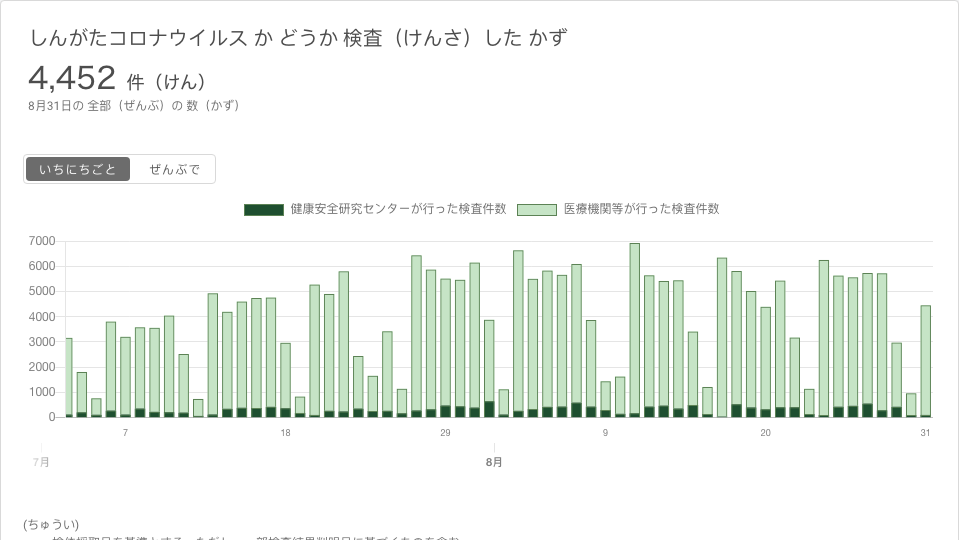 しんがたコロナウイルス か どうか 検査（けんさ）した かず
4,452 件（けん）
8月31日の 全部（ぜんぶ）の 数（かず）
いちにちごと ぜんぶで
健康安全研究センターが行った検査件数 医療機関等が行った検査件数
7000
6000
5000
4000
3000
2000
1000
0
7 18 29 9 20 31
7月 8月
(ちゅうい)